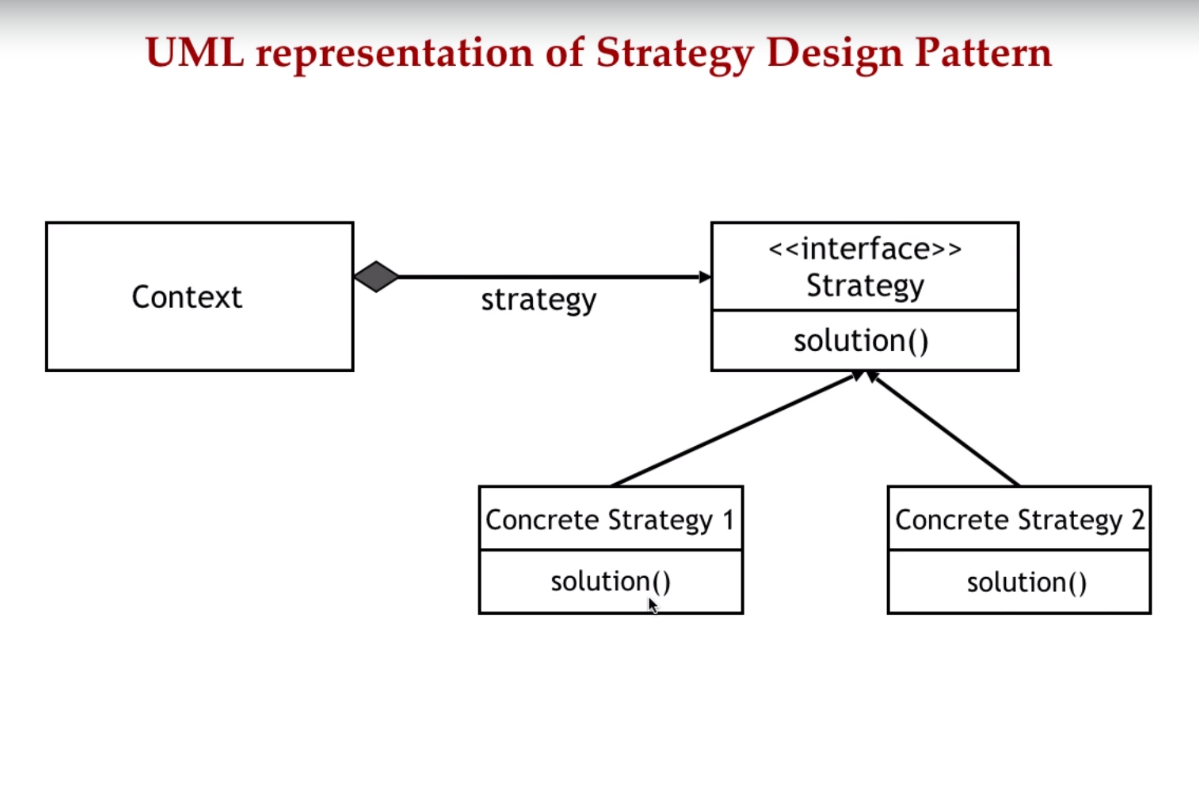 UML representation of Strategy Design Pattern
Context
strategy
<<interface>>
Strategy
solution()
Concrete Strategy 1
solution()
Concrete Strategy 2
solution()